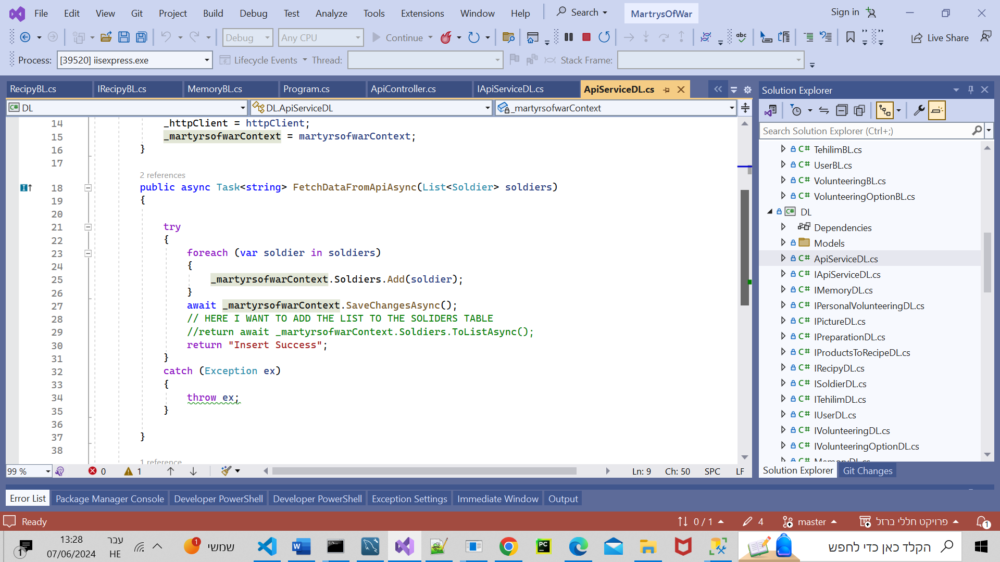 File Edit View Git Project Build Debug Test Analyze Tools Extensions Window Help Search MartrysOfWar Sign in
Debug Any CPU Continue Live Share
Process: [39520] iisexpress.exe Lifecycle Events Thread: Stack Frame:
RecipyBL.cs IRecipyBL.cs MemoryBL.cs Program.cs ApiController.cs IApiServiceDL.cs ApiServiceDL.cs
DL DL.ApiServiceDL _martyrsofwarContext
14 _httpClient = httpClient;
15 _martyrsofwarContext = martyrsofwarContext;
16 }
17
2 references
18 public async Task<string> FetchDataFromApiAsync(List<Soldier> soldiers)
19 {
20
21 try
22 {
23 foreach (var soldier in soldiers)
24 {
25 _martyrsofwarContext.Soldiers.Add(soldier);
26 }
27 await _martyrsofwarContext.SaveChangesAsync();
28 // HERE I WANT TO ADD THE LIST TO THE SOLIDERS TABLE
29 //return await _martyrsofwarContext.Soldiers.ToListAsync();
30 return "Insert Success";
31 }
32 catch (Exception ex)
33 {
34 throw ex;
35 }
36
37 }
38
1 reference
99 % 0 1 Ln: 9 Ch: 50 SPC LF
Solution Explorer
Search Solution Explorer (Ctrl+;)
C# TehilimBL.cs
C# UserBL.cs
C# VolunteeringBL.cs
C# VolunteeringOptionBL.cs
C# DL
Dependencies
Models
C# ApiServiceDL.cs
C# IApiServiceDL.cs
C# IMemoryDL.cs
C# IPersonalVolunteeringDL.cs
C# IPictureDL.cs
C# IPreparationDL.cs
C# IProductsToRecipeDL.cs
C# IRecipyDL.cs
C# ISoldierDL.cs
C# ITehilimDL.cs
C# IUserDL.cs
C# IVolunteeringDL.cs
C# IVolunteeringOptionDL.cs
C# MemoryDL.cs
Solution Explorer Git Changes
Error List Package Manager Console Developer PowerShell Developer PowerShell Exception Settings Immediate Window Output
Ready 0 / 1 4 master פרויקט חללי ברזל 1
13:28 עבר
07/06/2024 HE
1
1 שמשי
הקלד כאן כדי לחפש